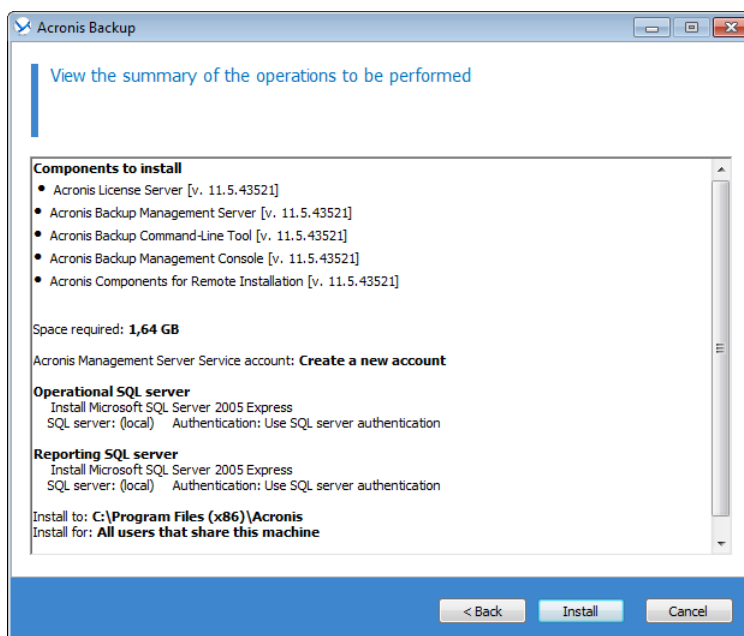 Acronis Backup
View the summary of the operations to be performed
Components to install
• Acronis License Server [v. 11.5.43521]
• Acronis Backup Management Server [v. 11.5.43521]
• Acronis Backup Command-Line Tool [v. 11.5.43521]
• Acronis Backup Management Console [v. 11.5.43521]
• Acronis Components for Remote Installation [v. 11.5.43521]
Space required: 1,64 GB
Acronis Management Server Service account: Create a new account
Operational SQL server
Install Microsoft SQL Server 2005 Express
SQL server: (local) Authentication: Use SQL server authentication
Reporting SQL server
Install Microsoft SQL Server 2005 Express
SQL server: (local) Authentication: Use SQL server authentication
Install to: C:\Program Files (x86)\Acronis
Install for: All users that share this machine
< Back Install Cancel